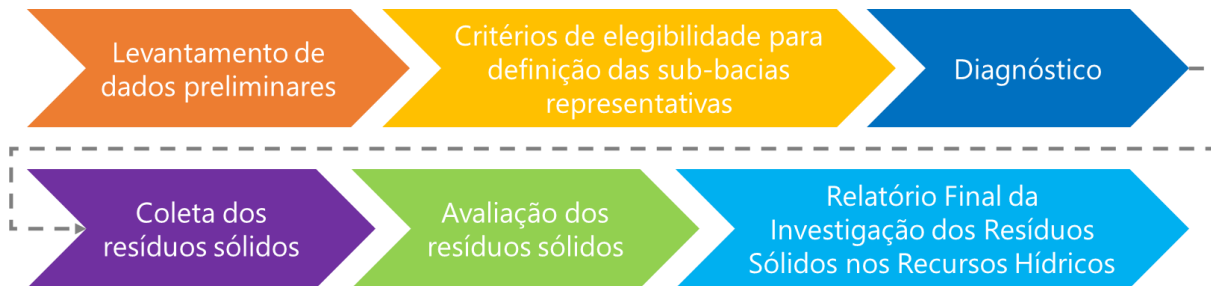 Levantamento de
dados preliminares
Critérios de elegibilidade para
definição das sub-bacias
representativas
Diagnóstico
Coleta dos
resíduos sólidos
Avaliação dos
resíduos sólidos
Relatório Final da
Investigação dos Resíduos
Sólidos nos Recursos Hídricos